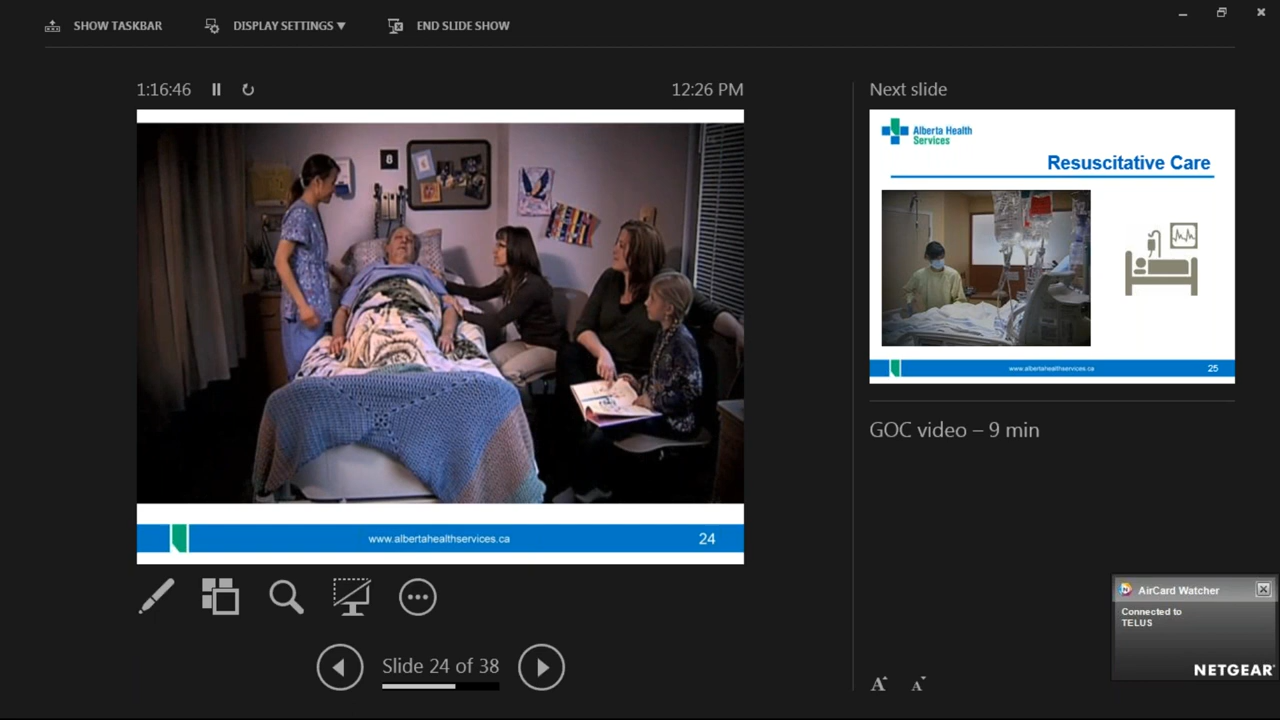 SHOW TASKBAR
DISPLAY SETTINGS ▼
END SLIDE SHOW
1:16:46
12:26 PM
8
www.albertahealthservices.ca
24
Slide 24 of 38
Next slide
Alberta Health
Services
Resuscitative Care
www.albertahealthservices.ca
25
GOC video – 9 min
A
A
AirCard Watcher
Connected to
TELUS
NETGEAR